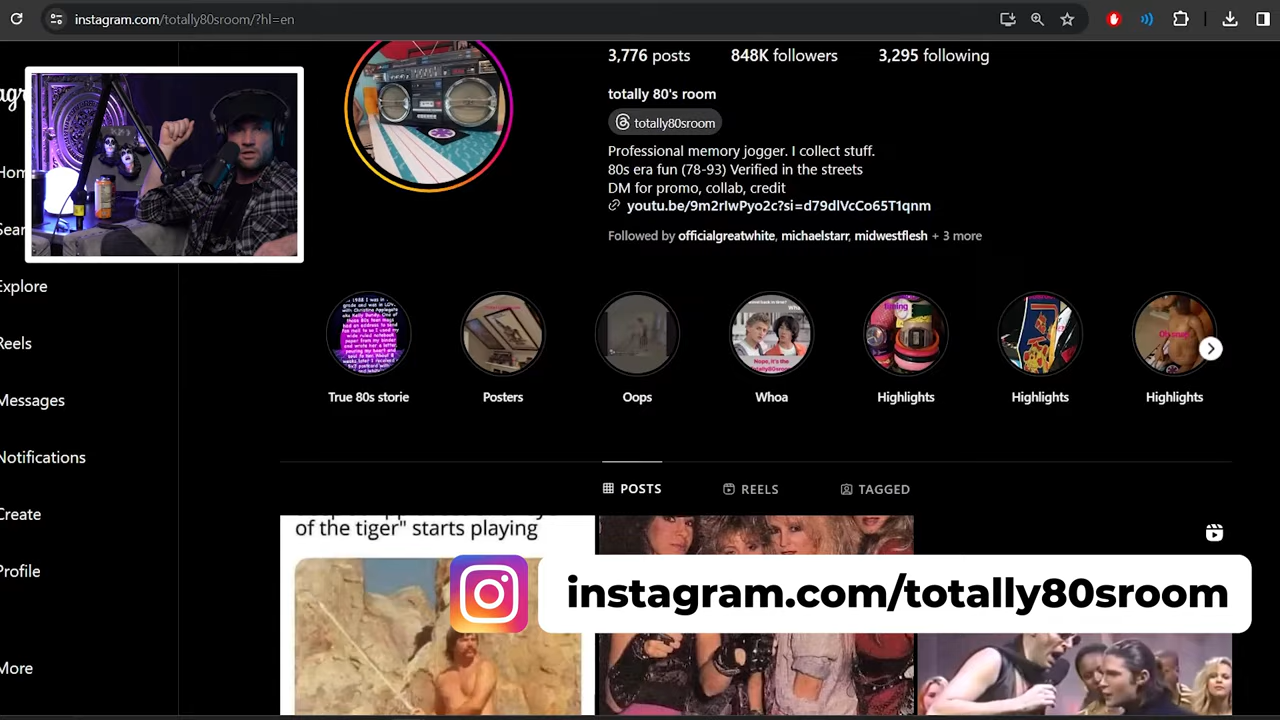 instagram.com/totally80sroom/?hl=en
3,776 posts 848K followers 3,295 following
totally 80's room
totally80sroom
Professional memory jogger. I collect stuff.
80s era fun (78-93) Verified in the streets
DM for promo, collab, credit
youtu.be/9m2rIwPyo2c?si=d79dlVcCo65T1qnm
Followed by officialgreatwhite, michaelstarr, midwestflesh + 3 more
Hom
Sear
Explore
Reels
Messages
Notifications
Create
Profile
More
True 80s storie
Posters
Oops
Whoa
Highlights
Highlights
Highlights
POSTS
REELS
TAGGED
of the tiger" starts playing
instagram.com/totally80sroom